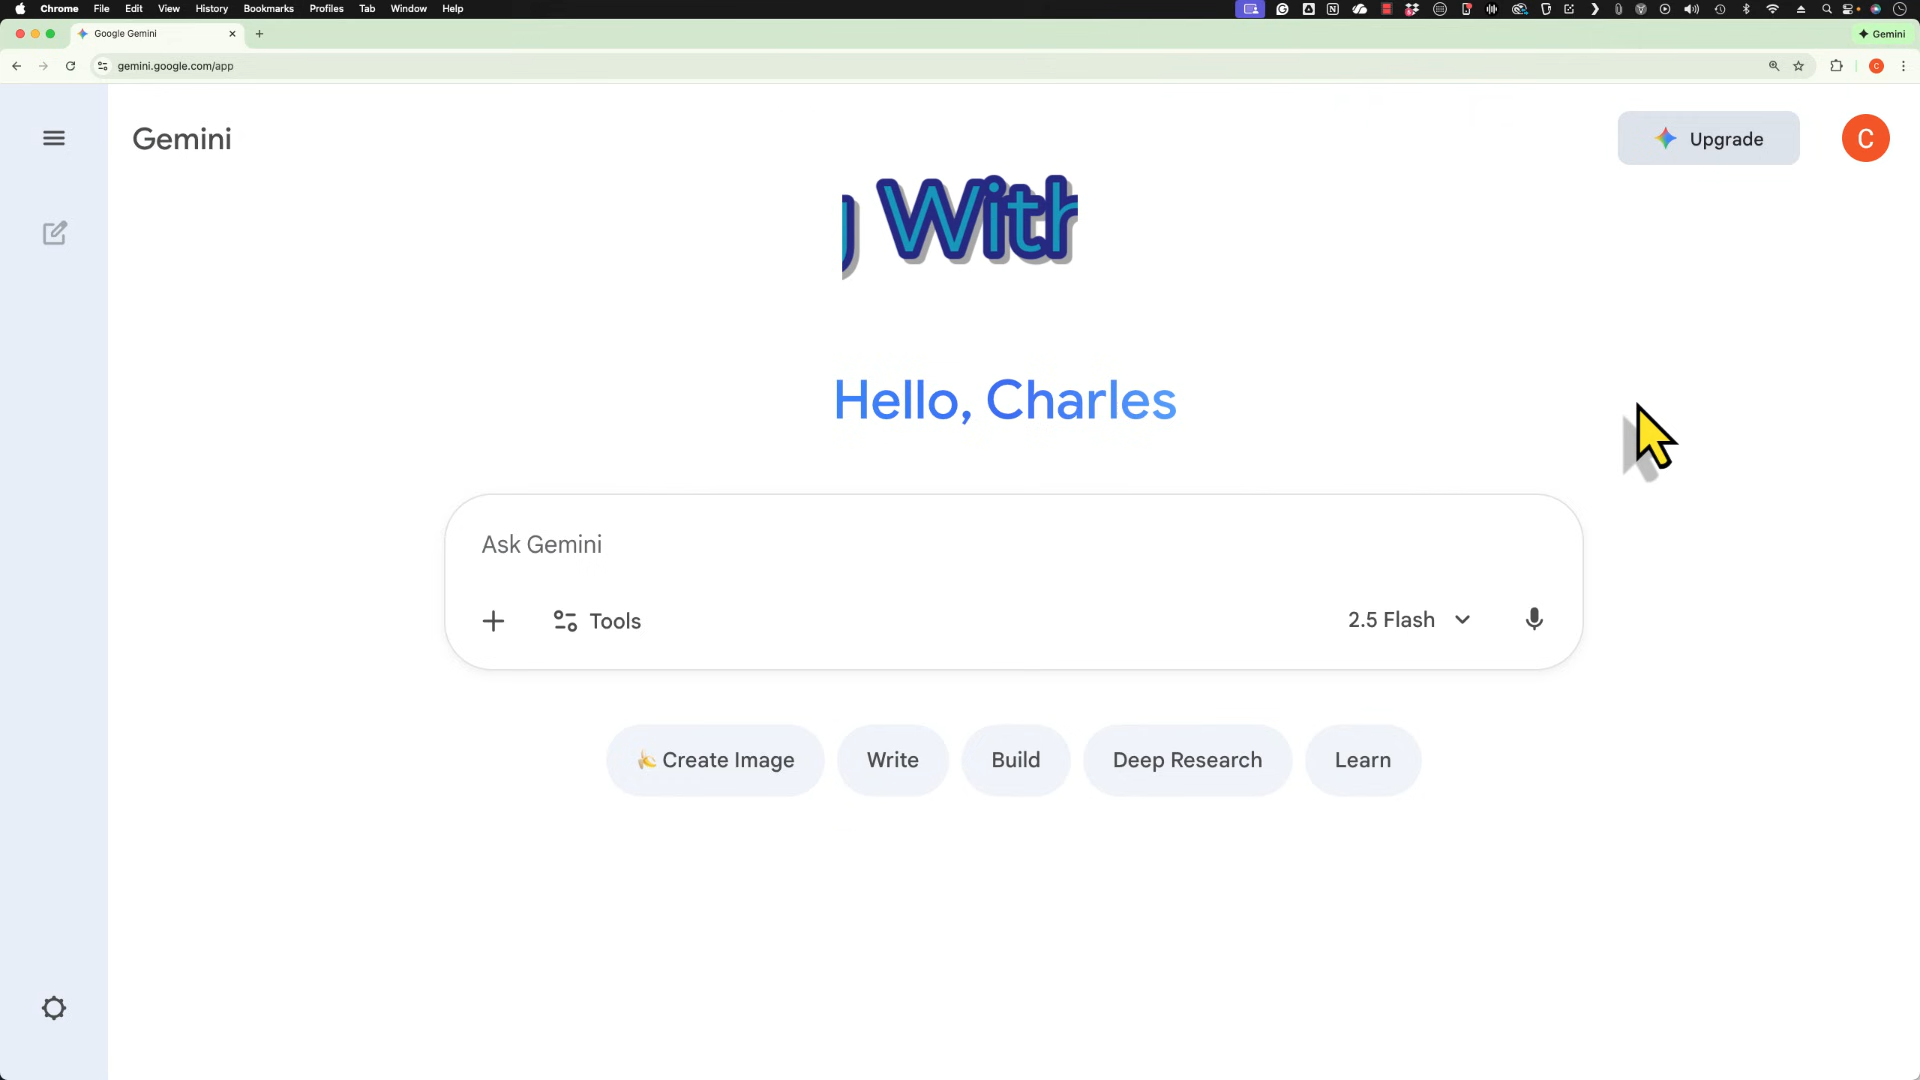 Chrome File Edit View History Bookmarks Profiles Tab Window Help
Google Gemini
Gemini
gemini.google.com/app
C
Gemini
Upgrade
C
g With
Hello, Charles
Ask Gemini
Tools
2.5 Flash
Create Image
Write
Build
Deep Research
Learn